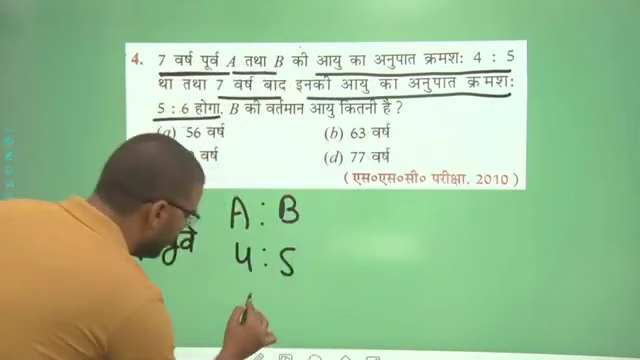 4. 7 वर्ष पूर्व A तथा B की आयु का अनुपात क्रमशः 4 : 5
था तथा 7 वर्ष बाद इनकी आयु का अनुपात क्रमशः
5 : 6 होगा. B की वर्तमान आयु कितनी है ?
(a) 56 वर्ष (b) 63 वर्ष
वर्ष (d) 77 वर्ष
( एस०एस०सी० परीक्षा, 2010 )
A : B
4 : 5